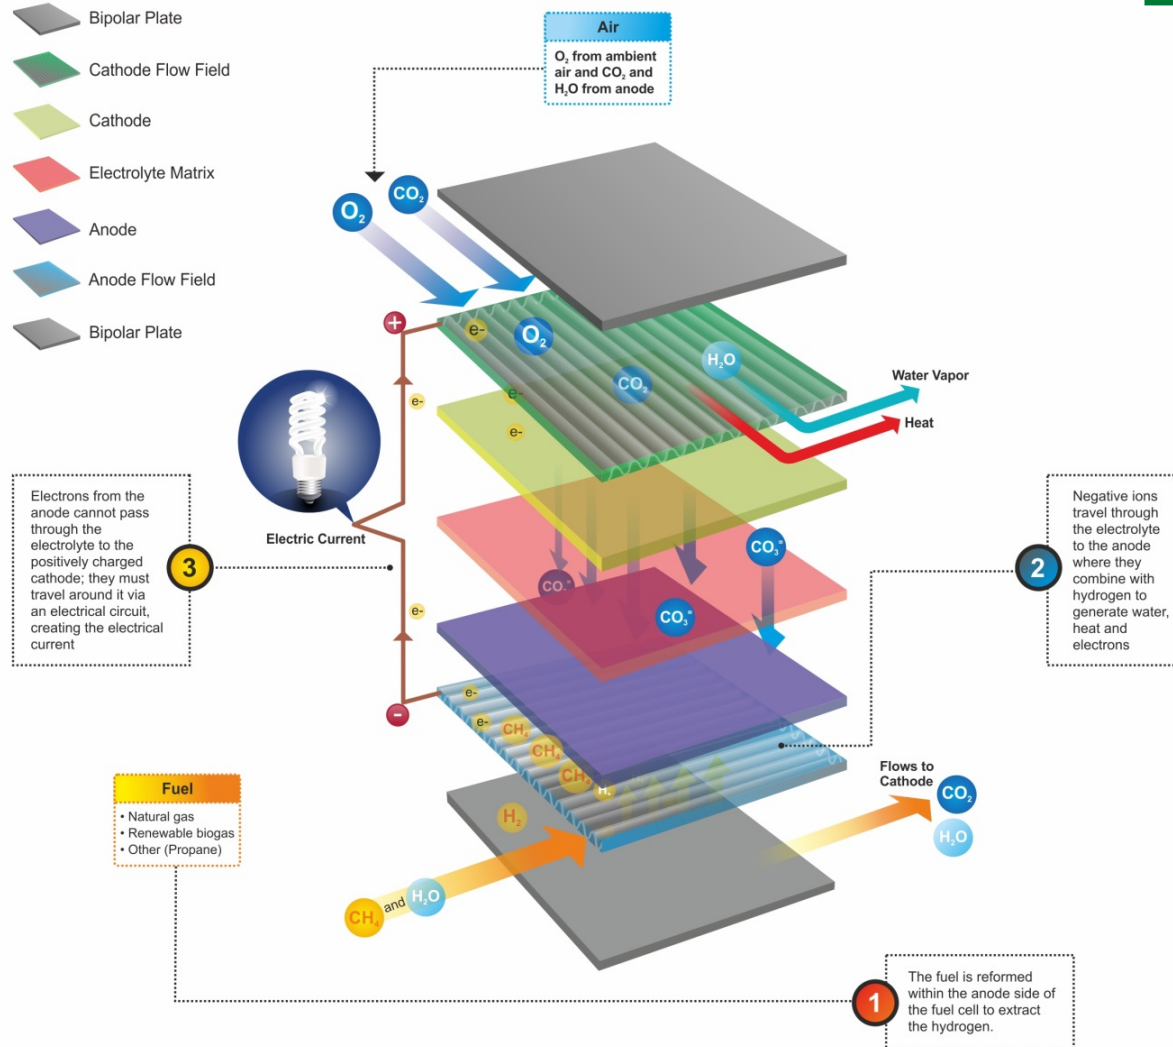 Bipolar Plate
Cathode Flow Field
Cathode
Electrolyte Matrix
Anode
Anode Flow Field
Bipolar Plate
Air
O₂ from ambient
air and CO₂ and
H₂O from anode
O₂
CO₂
+
e-
O₂
CO₂
H₂O
Water Vapor
Heat
e-
e-
e-
Electric Current
Electrons from the
anode cannot pass
through the
electrolyte to the
positively charged
cathode; they must
travel around it via
an electrical circuit,
creating the electrical
current
3
Negative ions
travel through
the electrolyte
to the anode
where they
combine with
hydrogen to
generate water,
heat and
electrons
2
CO₃⁼
CO₃⁼
CO₃⁼
e-
-
e-
e-
CH₄
CH₄
CH₄
H₂
H₂
Flows to
Cathode
CO₂
H₂O
Fuel
• Natural gas
• Renewable biogas
• Other (Propane)
CH₄ and H₂O
1
The fuel is reformed
within the anode side of
the fuel cell to extract
the hydrogen.